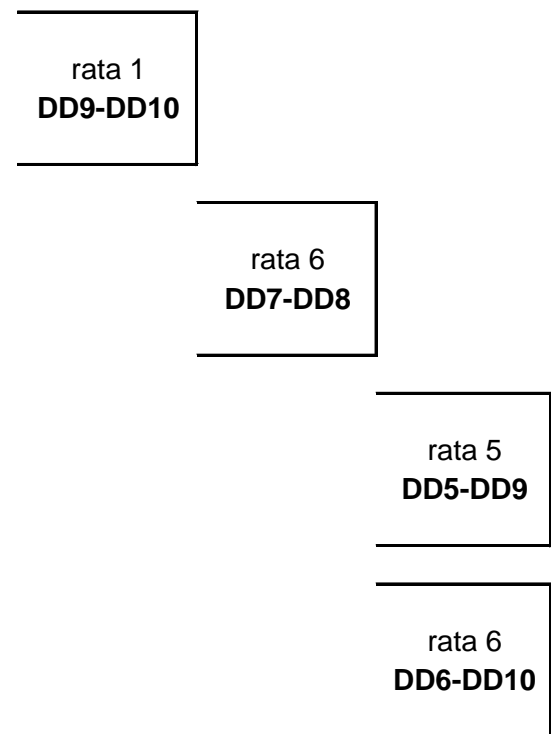 rata 1
DD9-DD10
rata 6
DD7-DD8
rata 5
DD5-DD9
rata 6
DD6-DD10